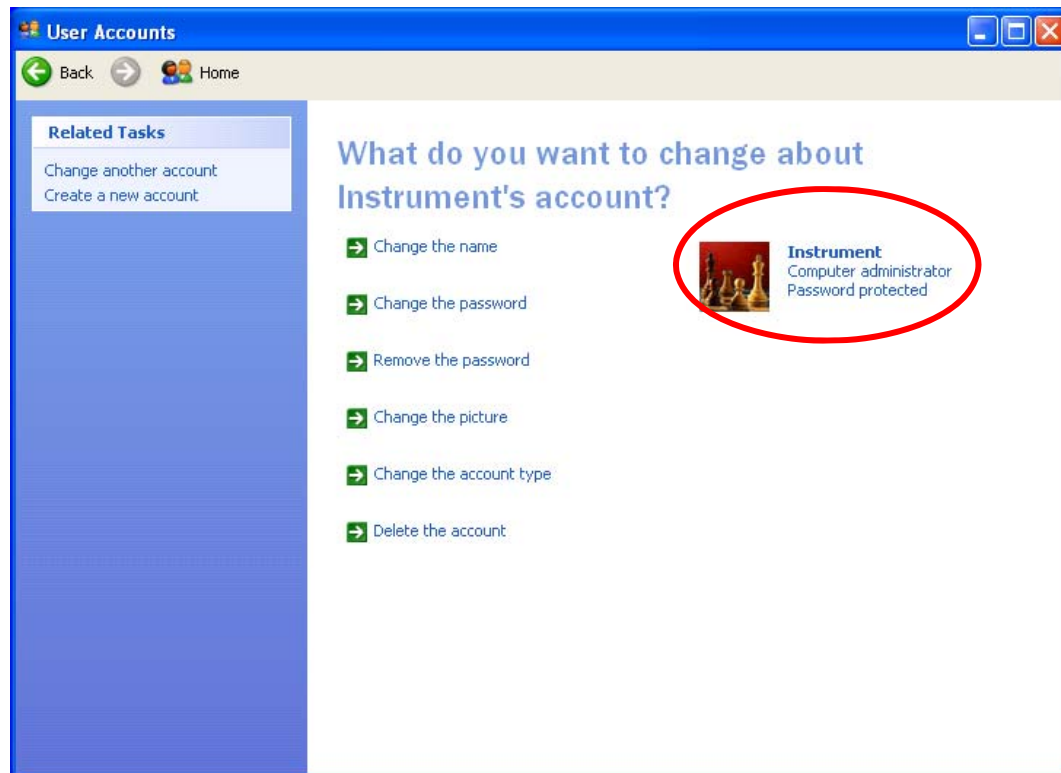 User Accounts
Back Home
Related Tasks
Change another account
Create a new account
What do you want to change about
Instrument's account?
Change the name
Change the password
Remove the password
Change the picture
Change the account type
Delete the account
Instrument
Computer administrator
Password protected